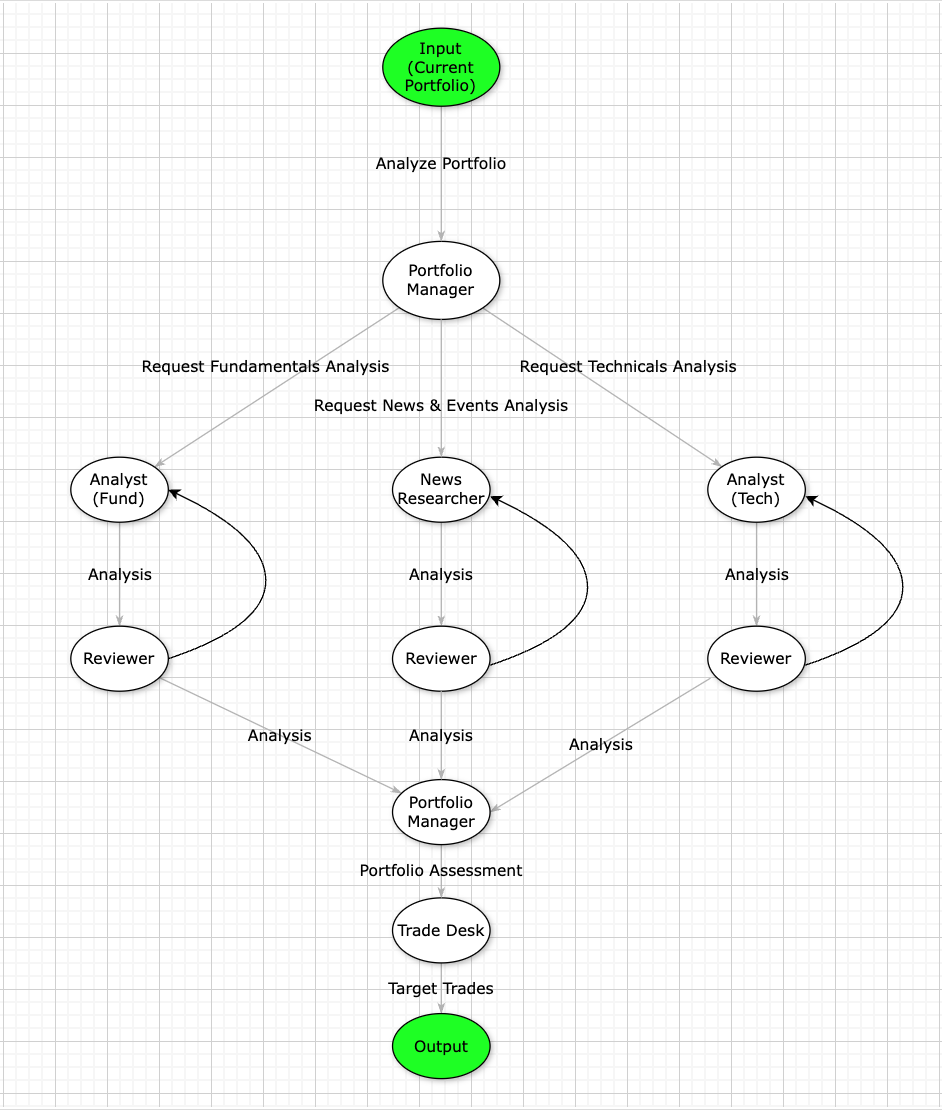 Input
(Current
Portfolio)
Analyze Portfolio
Portfolio
Manager
Request Fundamentals Analysis
Request Technicals Analysis
Request News & Events Analysis
Analyst
(Fund)
News
Researcher
Analyst
(Tech)
Analysis
Analysis
Analysis
Reviewer
Reviewer
Reviewer
Analysis
Analysis
Analysis
Portfolio
Manager
Portfolio Assessment
Trade Desk
Target Trades
Output